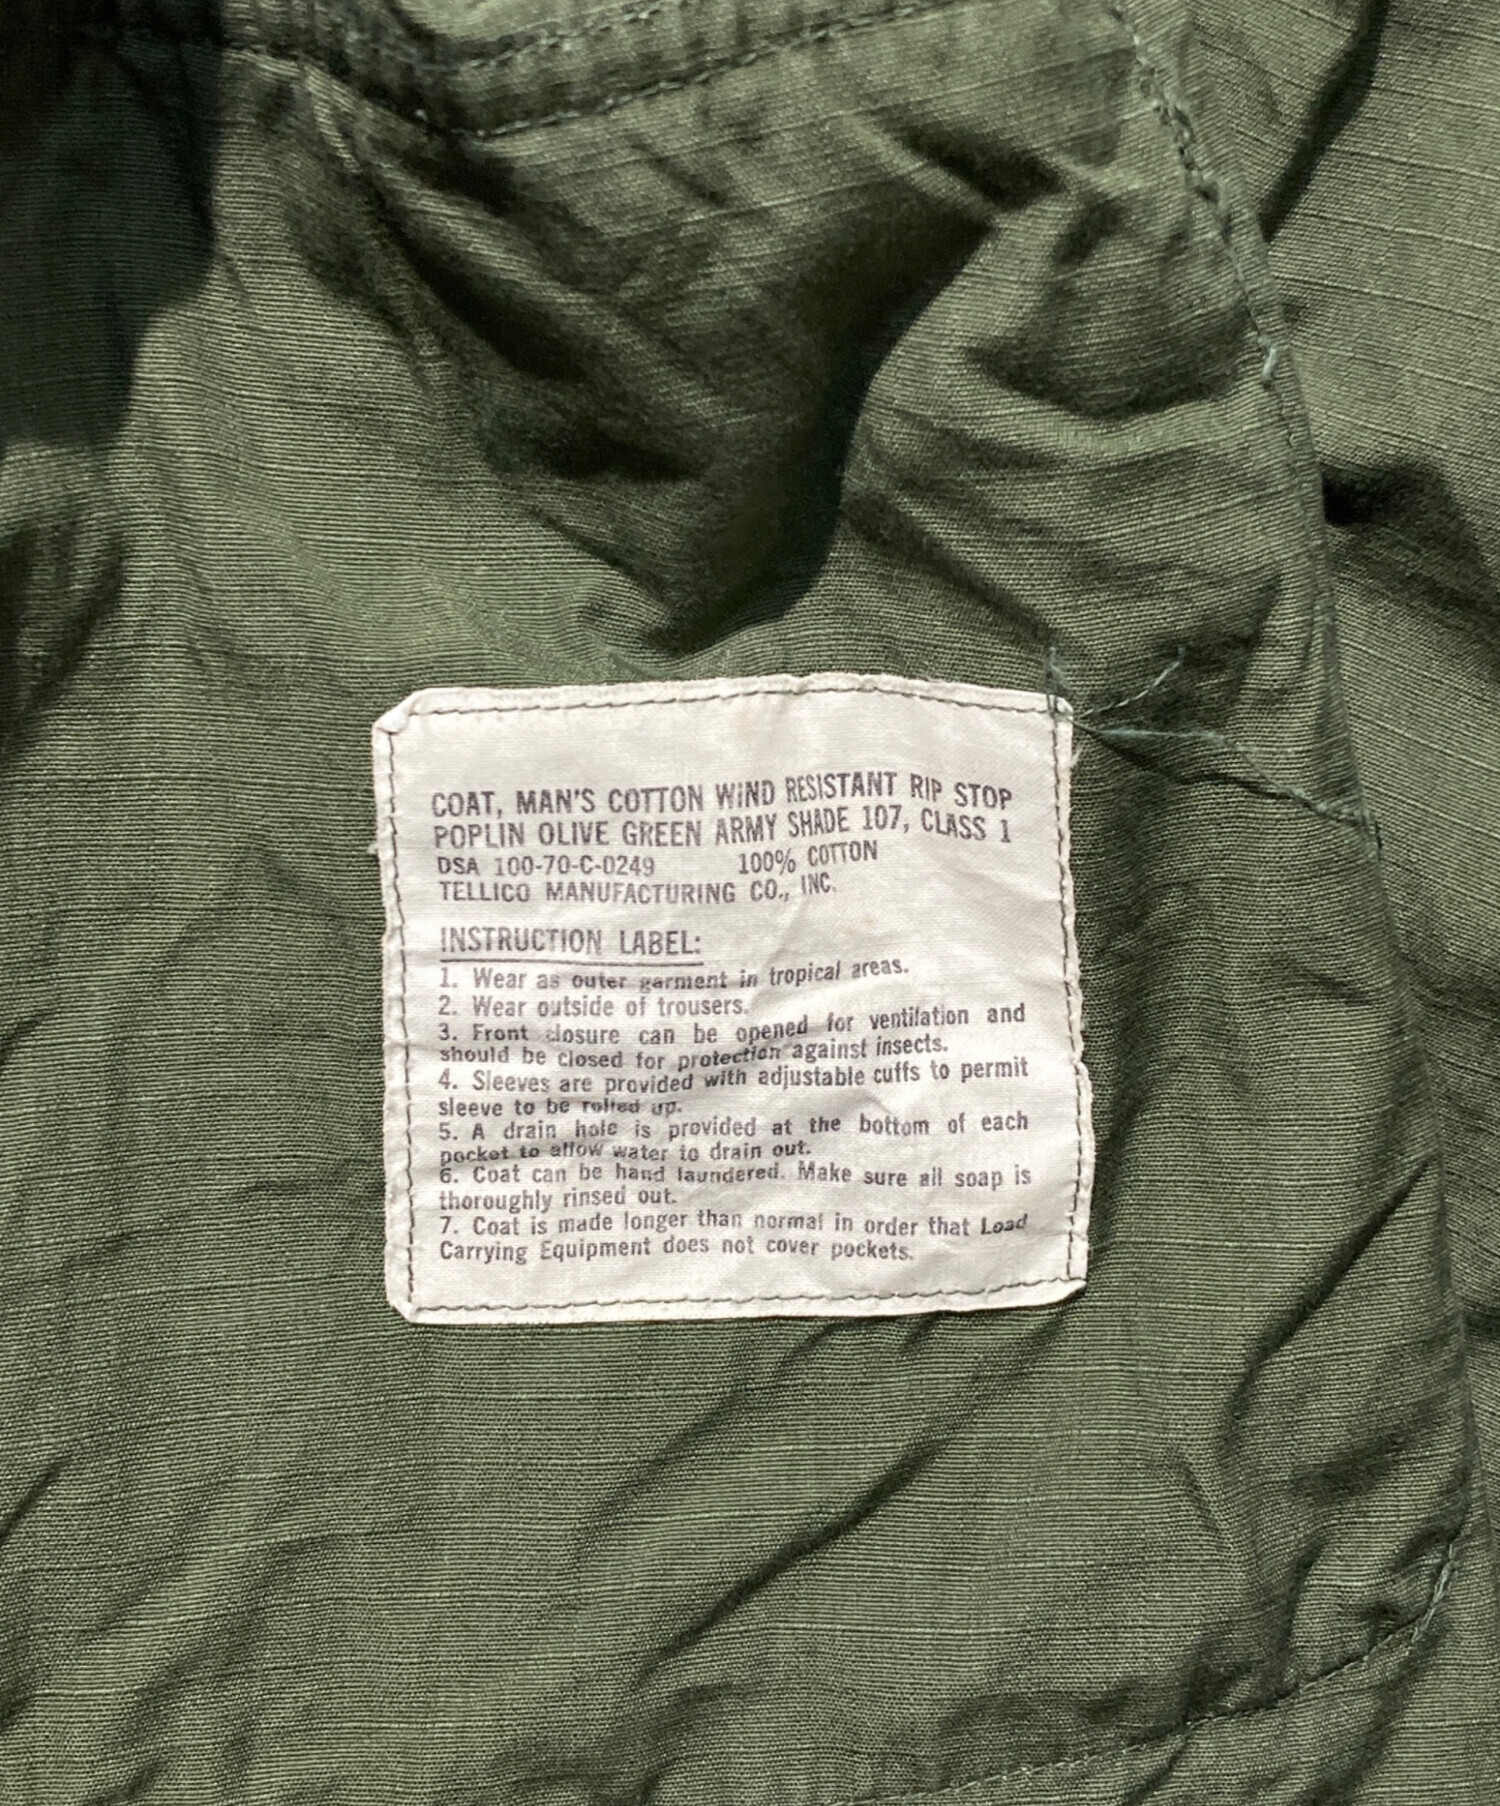 COAT, MAN'S COTTON WIND RESISTANT RIP STOP
POPLIN OLIVE GREEN ARMY SHADE 107, CLASS 1
DSA 100-70-C-0249 100% COTTON
TELLICO MANUFACTURING CO., INC.
INSTRUCTION LABEL:
1. Wear as outer garment in tropical areas.
2. Wear outside of trousers.
3. Front closure can be opened for ventilation and
should be closed for protection against insects.
4. Sleeves are provided with adjustable cuffs to permit
sleeve to be rolled up.
5. A drain hole is provided at the bottom of each
pocket to allow water to drain out.
6. Coat can be hand laundered. Make sure all soap is
thoroughly rinsed out.
7. Coat is made longer than normal in order that Load
Carrying Equipment does not cover pockets.